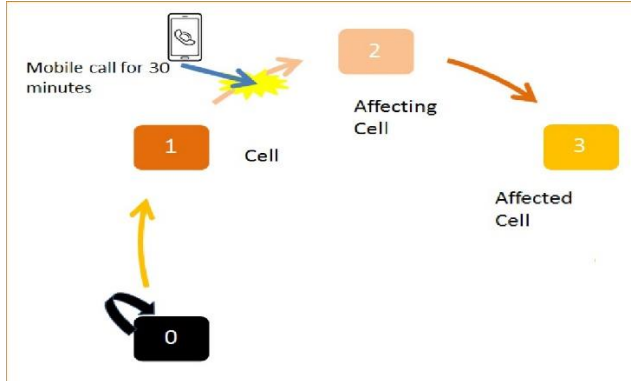 Mobile call for 30
minutes
2
Affecting
Cell
1
Cell
3
Affected
Cell
0